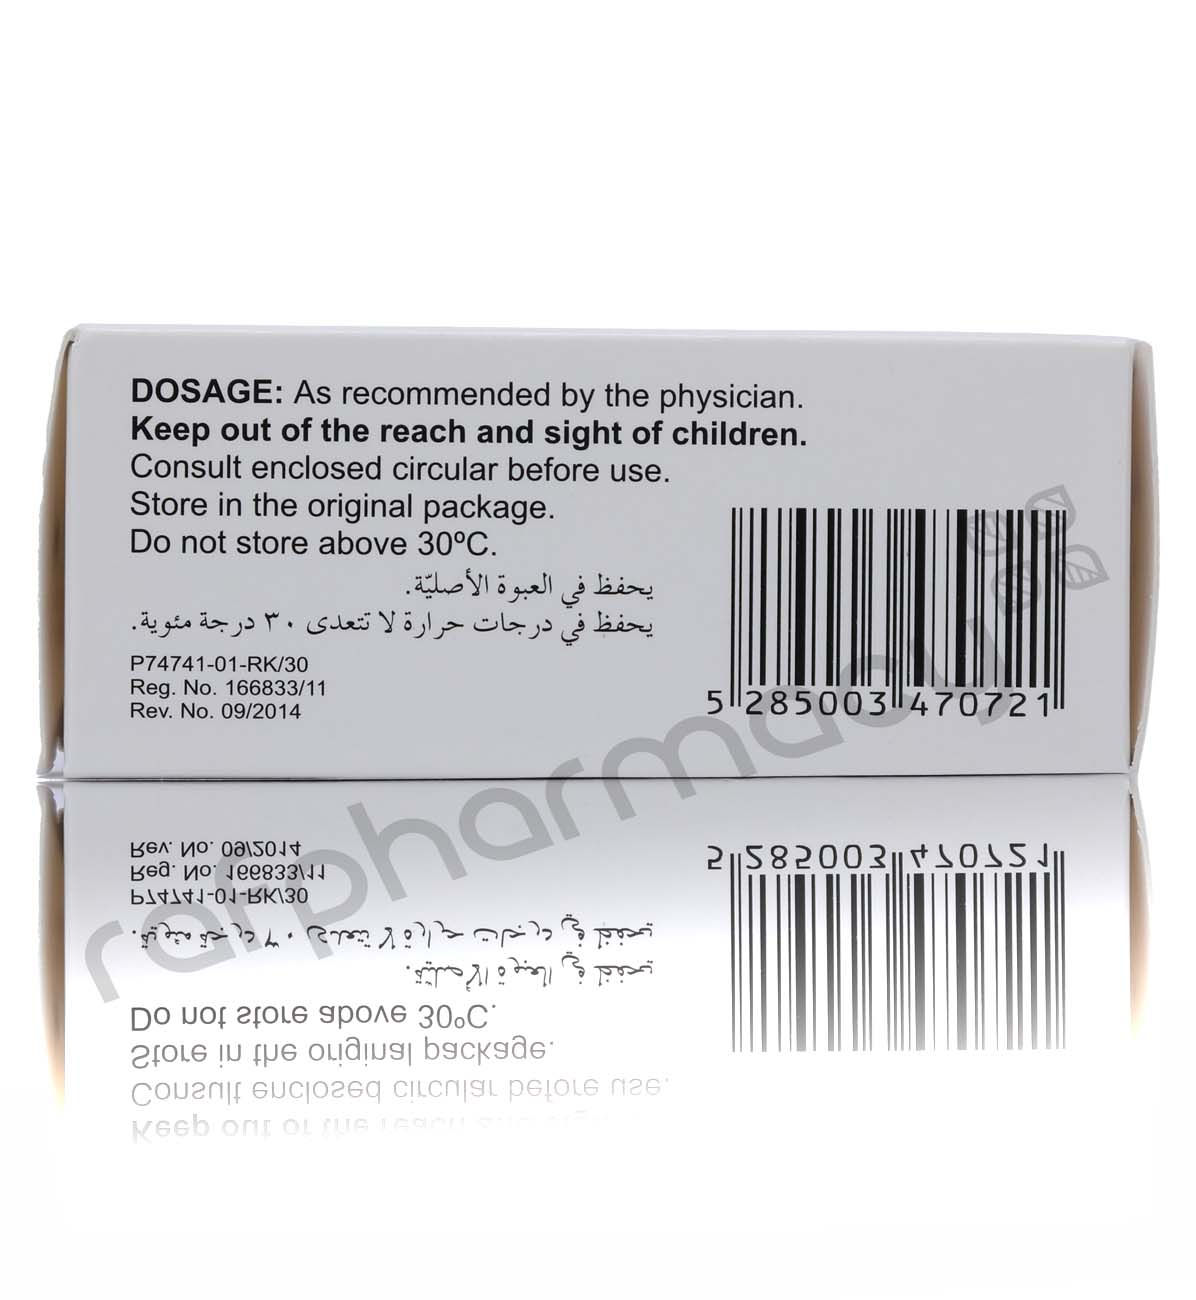 DOSAGE: As recommended by the physician.
Keep out of the reach and sight of children.
Consult enclosed circular before use.
Store in the original package.
Do not store above 30ºC.
يحفظ في العبوة الأصليّة.
يحفظ في درجات حرارة لا تتعدى ٣٠ درجة مئوية.
P74741-01-RK/30
Reg. No. 166833/11
Rev. No. 09/2014
5 285003 470721
rafpharmacy